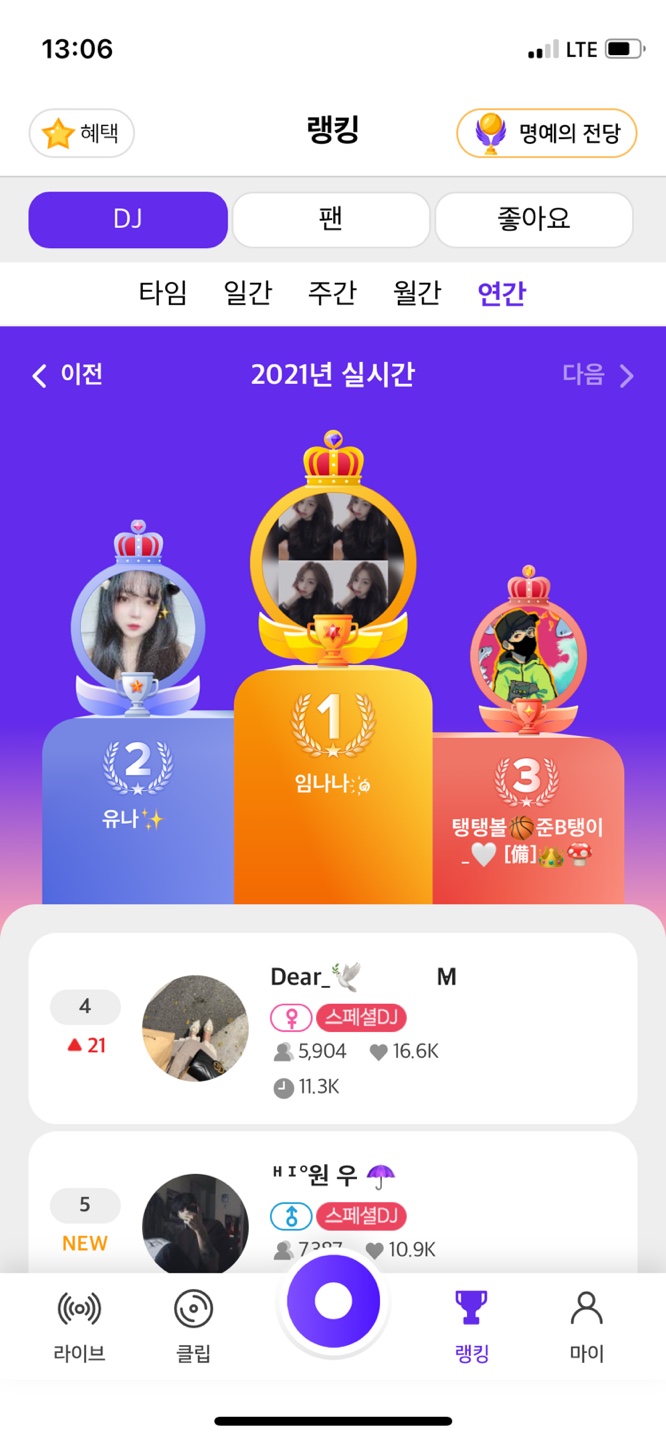 13:06
LTE
혜택
랭킹
명예의 전당
DJ
팬
좋아요
타임
일간
주간
월간
연간
이전
2021년 실시간
다음
1
임나나
2
유나✨
3
탱탱볼🏀준B탱이
_🤍 [備]👑🍄
4
21
Dear_🕊 M
스페셜DJ
5,904
16.6K
11.3K
5
NEW
ᴴᴵ°원 우 ☂
스페셜DJ
10.9K
라이브
클립
랭킹
마이